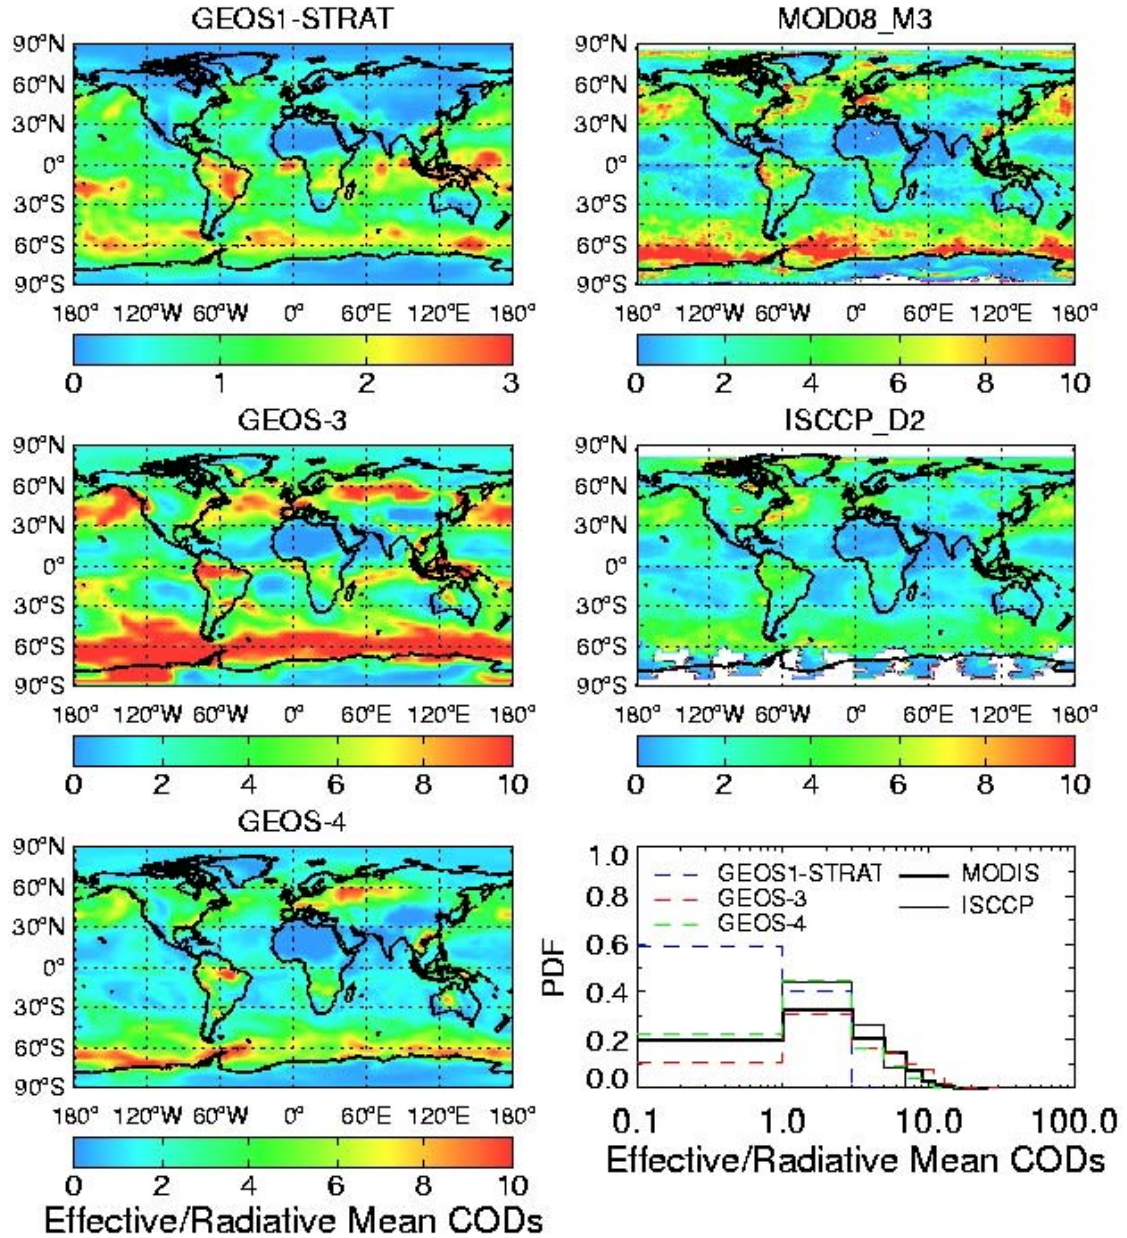 GEOS1-STRAT
90°N
60°N
30°N
0°
30°S
60°S
90°S
180° 120°W 60°W 0° 60°E 120°E 180°
0 1 2 3
MOD08_M3
90°N
60°N
30°N
0°
30°S
60°S
90°S
180° 120°W 60°W 0° 60°E 120°E 180°
0 2 4 6 8 10
GEOS-3
90°N
60°N
30°N
0°
30°S
60°S
90°S
180° 120°W 60°W 0° 60°E 120°E 180°
0 2 4 6 8 10
ISCCP_D2
90°N
60°N
30°N
0°
30°S
60°S
90°S
180° 120°W 60°W 0° 60°E 120°E 180°
0 2 4 6 8 10
GEOS-4
90°N
60°N
30°N
0°
30°S
60°S
90°S
180° 120°W 60°W 0° 60°E 120°E 180°
0 2 4 6 8 10
Effective/Radiative Mean CODs
1.0
0.8
0.6
0.4
0.2
0.0
PDF
GEOS1-STRAT
GEOS-3
GEOS-4
MODIS
ISCCP
0.1 1.0 10.0 100.0
Effective/Radiative Mean CODs